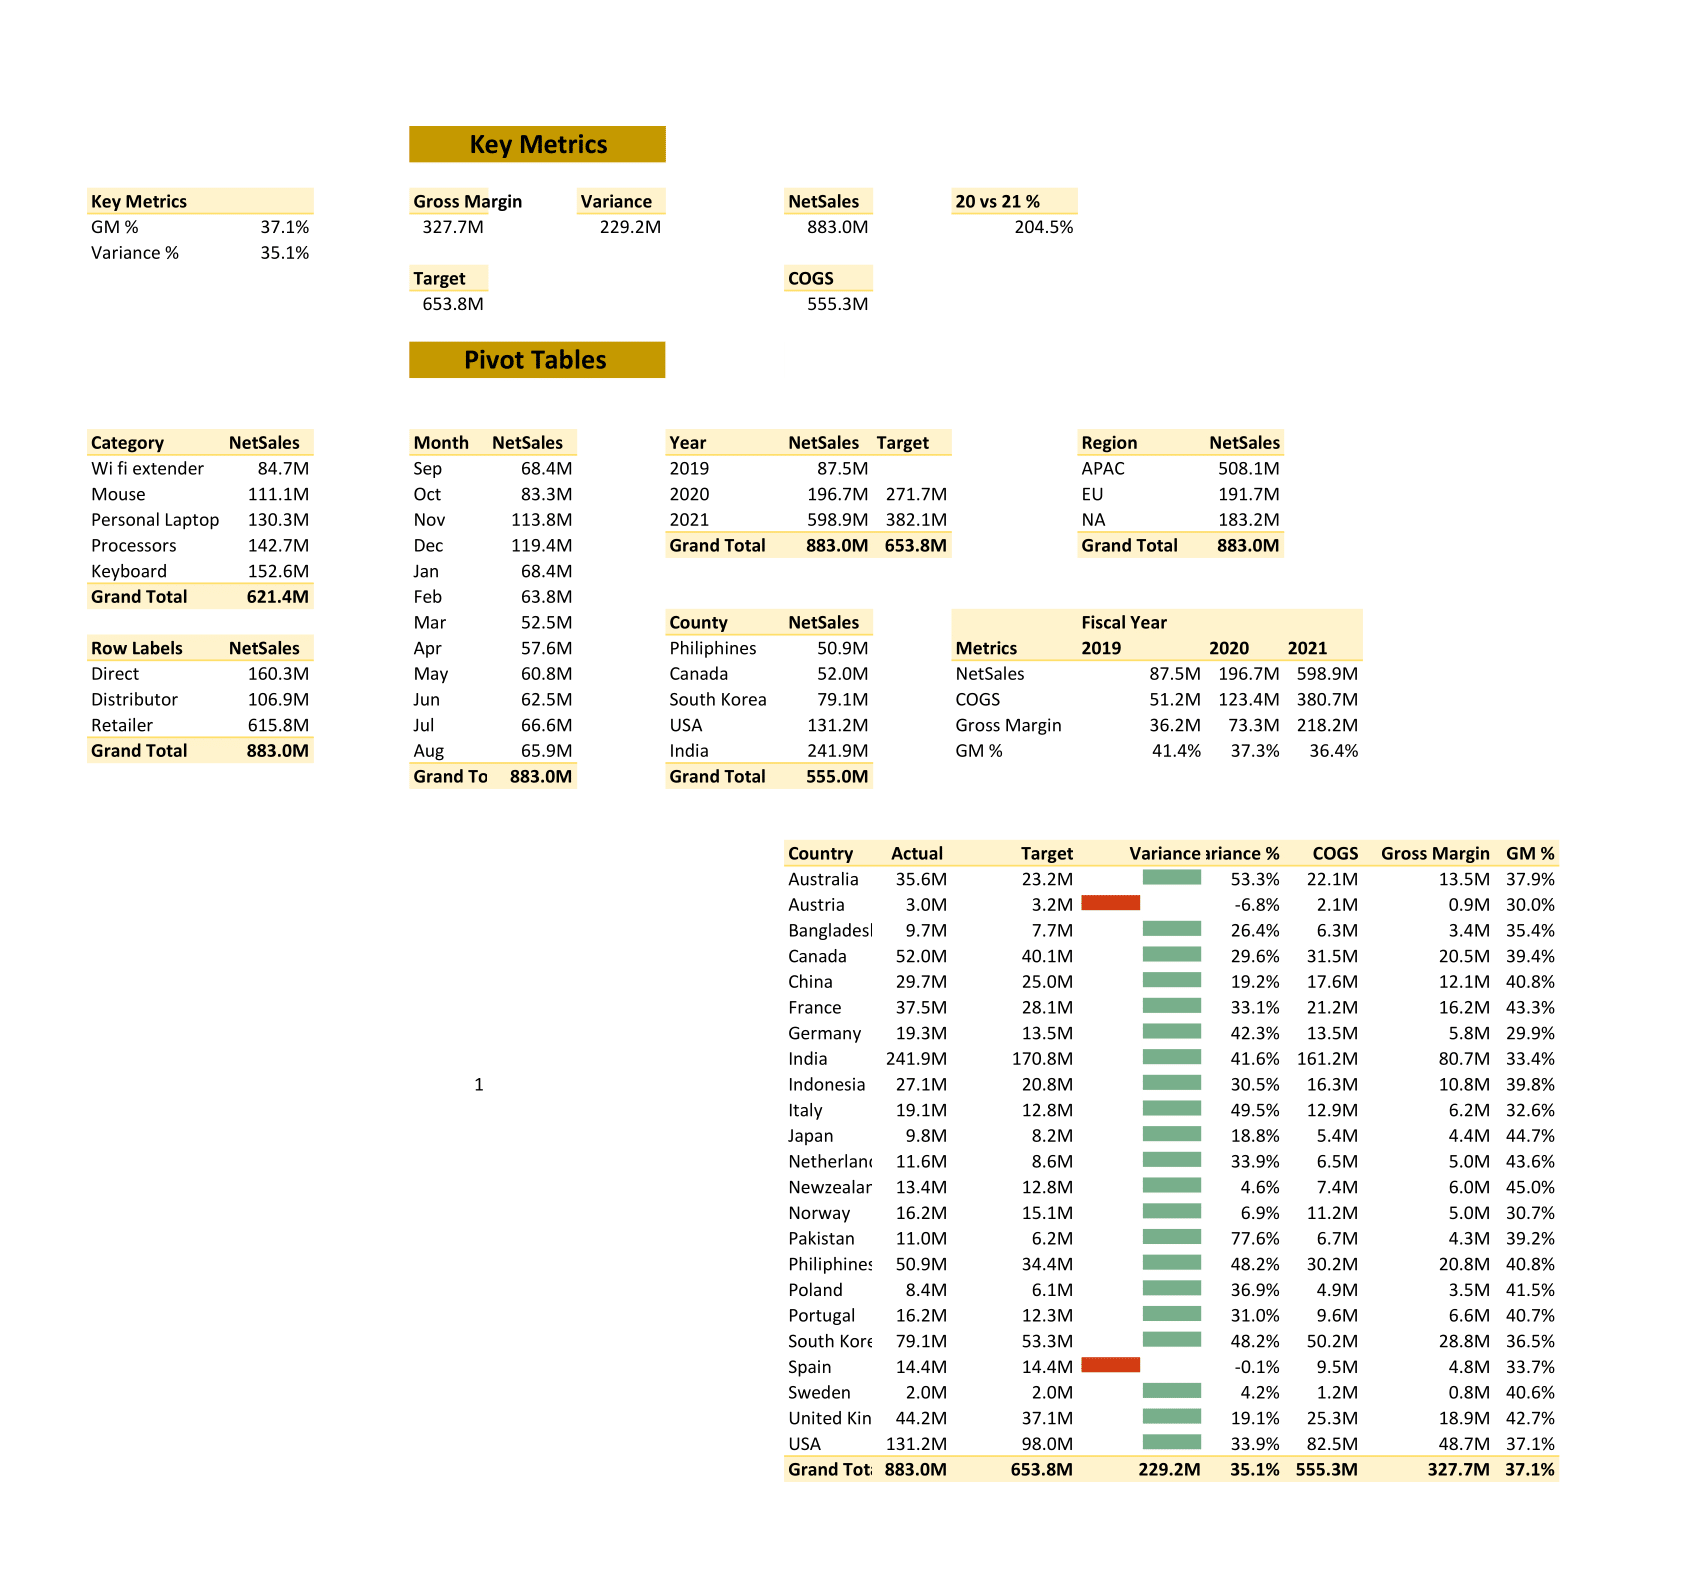 Key Metrics
Key Metrics Gross Margin Variance NetSales 20 vs 21 %
GM % 37.1% 327.7M 229.2M 883.0M 204.5%
Variance % 35.1%
Target COGS
653.8M 555.3M
Pivot Tables
Category NetSales Month NetSales Year NetSales Target Region NetSales
Wi fi extender 84.7M Sep 68.4M 2019 87.5M APAC 508.1M
Mouse 111.1M Oct 83.3M 2020 196.7M 271.7M EU 191.7M
Personal Laptop 130.3M Nov 113.8M 2021 598.9M 382.1M NA 183.2M
Processors 142.7M Dec 119.4M Grand Total 883.0M 653.8M Grand Total 883.0M
Keyboard 152.6M Jan 68.4M
Grand Total 621.4M Feb 63.8M
Mar 52.5M County NetSales Fiscal Year
Row Labels NetSales Apr 57.6M Philiphines 50.9M Metrics 2019 2020 2021
Direct 160.3M May 60.8M Canada 52.0M NetSales 87.5M 196.7M 598.9M
Distributor 106.9M Jun 62.5M South Korea 79.1M COGS 51.2M 123.4M 380.7M
Retailer 615.8M Jul 66.6M USA 131.2M Gross Margin 36.2M 73.3M 218.2M
Grand Total 883.0M Aug 65.9M India 241.9M GM % 41.4% 37.3% 36.4%
Grand To 883.0M Grand Total 555.0M
Country Actual Target Variance ariance % COGS Gross Margin GM %
Australia 35.6M 23.2M 53.3% 22.1M 13.5M 37.9%
Austria 3.0M 3.2M -6.8% 2.1M 0.9M 30.0%
Banglades 9.7M 7.7M 26.4% 6.3M 3.4M 35.4%
Canada 52.0M 40.1M 29.6% 31.5M 20.5M 39.4%
China 29.7M 25.0M 19.2% 17.6M 12.1M 40.8%
France 37.5M 28.1M 33.1% 21.2M 16.2M 43.3%
Germany 19.3M 13.5M 42.3% 13.5M 5.8M 29.9%
India 241.9M 170.8M 41.6% 161.2M 80.7M 33.4%
1 Indonesia 27.1M 20.8M 30.5% 16.3M 10.8M 39.8%
Italy 19.1M 12.8M 49.5% 12.9M 6.2M 32.6%
Japan 9.8M 8.2M 18.8% 5.4M 4.4M 44.7%
Netherland 11.6M 8.6M 33.9% 6.5M 5.0M 43.6%
Newzealan 13.4M 12.8M 4.6% 7.4M 6.0M 45.0%
Norway 16.2M 15.1M 6.9% 11.2M 5.0M 30.7%
Pakistan 11.0M 6.2M 77.6% 6.7M 4.3M 39.2%
Philiphines 50.9M 34.4M 48.2% 30.2M 20.8M 40.8%
Poland 8.4M 6.1M 36.9% 4.9M 3.5M 41.5%
Portugal 16.2M 12.3M 31.0% 9.6M 6.6M 40.7%
South Kore 79.1M 53.3M 48.2% 50.2M 28.8M 36.5%
Spain 14.4M 14.4M -0.1% 9.5M 4.8M 33.7%
Sweden 2.0M 2.0M 4.2% 1.2M 0.8M 40.6%
United Kin 44.2M 37.1M 19.1% 25.3M 18.9M 42.7%
USA 131.2M 98.0M 33.9% 82.5M 48.7M 37.1%
Grand Tot 883.0M 653.8M 229.2M 35.1% 555.3M 327.7M 37.1%